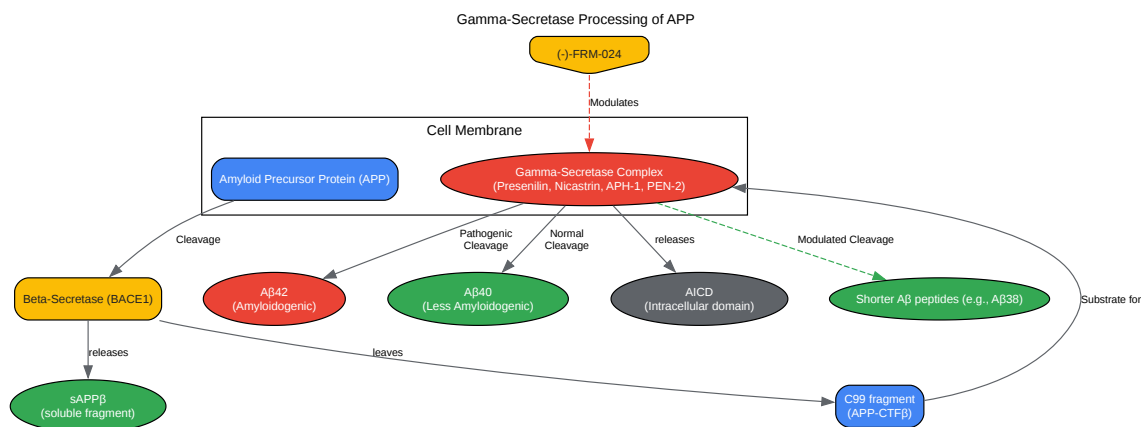 Gamma-Secretase Processing of APP
(-)-FRM-024
Modulates
Cell Membrane
Amyloid Precursor Protein (APP)
Gamma-Secretase Complex
(Presenilin, Nicastrin, APH-1, PEN-2)
Cleavage
Pathogenic
Cleavage
Normal
Cleavage
releases
Modulated Cleavage
Beta-Secretase (BACE1)
Aβ42
(Amyloidogenic)
Aβ40
(Less Amyloidogenic)
AICD
(Intracellular domain)
Shorter Aβ peptides (e.g., Aβ38)
Substrate for
releases
leaves
sAPPβ
(soluble fragment)
C99 fragment
(APP-CTFβ)